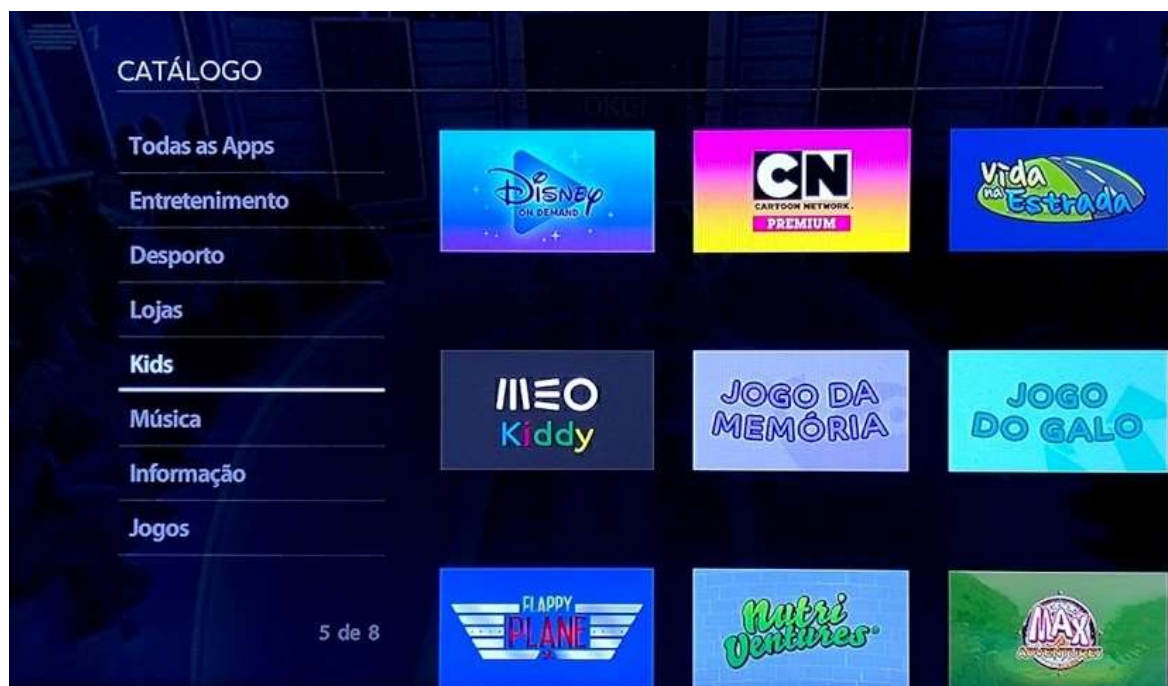 CATÁLOGO
Todas as Apps
Entretenimento
Desporto
Lojas
Kids
Música
Informação
Jogos
5 de 8
DISNEY
ON DEMAND
CN
CARTOON NETWORK.
PREMIUM
Vida
na Estrada
MEO
Kiddy
JOGO DA
MEMÓRIA
JOGO
DO GALO
FLAPPY
PLANE
Nutri
Ventures
MAX
ADVENTURE!